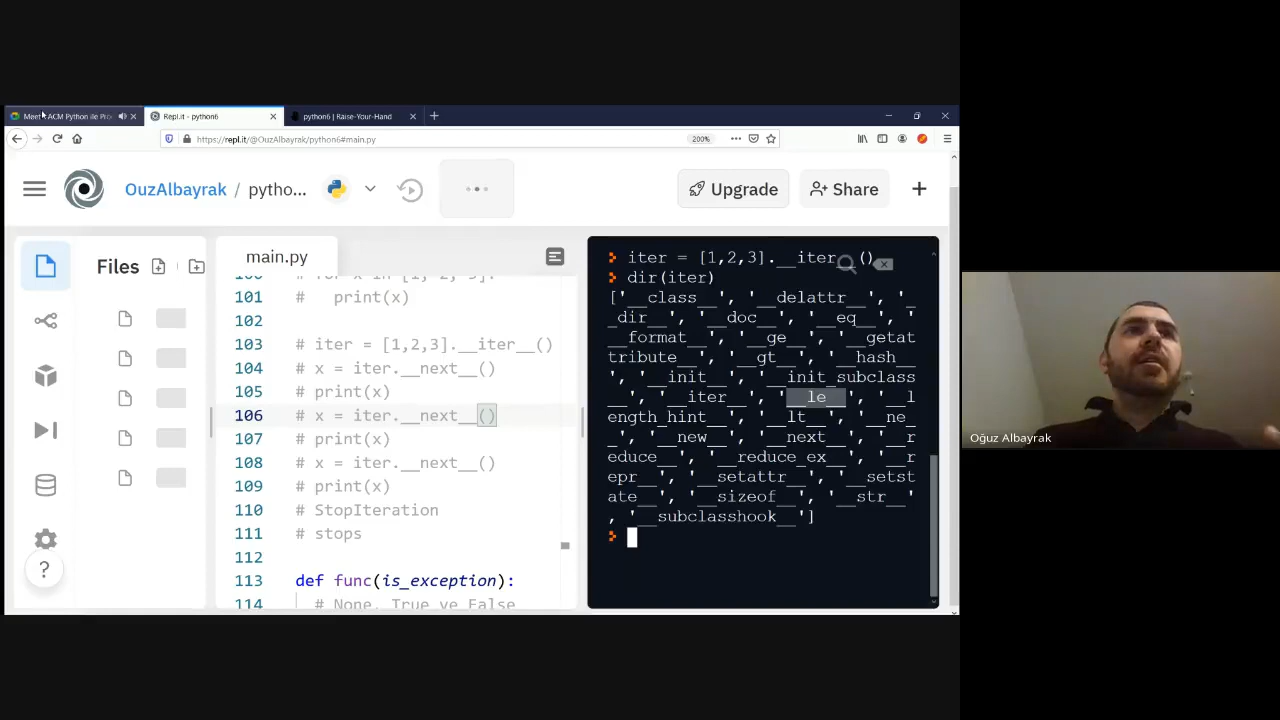 Meet - ACM Python ile Pro
Repl.it - python6
python6 | Raise-Your-Hand
https://repl.it/@OuzAlbayrak/python6#main.py
200%
OuzAlbayrak / pytho...
Upgrade
Share
Files
main.py
101 #   print(x)
102
103 # iter = [1,2,3].__iter__()
104 # x = iter.__next__()
105 # print(x)
106 # x = iter.__next__()
107 # print(x)
108 # x = iter.__next__()
109 # print(x)
110 # StopIteration
111 # stops
112
113 def func(is_exception):
114   # None, True ve False
iter = [1,2,3].__iter__()
dir(iter)
['__class__', '__delattr__', '_
_dir__', '__doc__', '__eq__', '
__format__', '__ge__', '__getat
tribute__', '__gt__', '__hash__
', '__init__', '__init_subclass
__', '__iter__', '__le__', '__l
ength_hint__', '__lt__', '__ne_
_', '__new__', '__next__', '__r
educe__', '__reduce_ex__', '__r
epr__', '__setattr__', '__setst
ate__', '__sizeof__', '__str__'
, '__subclasshook__']
Oğuz Albayrak